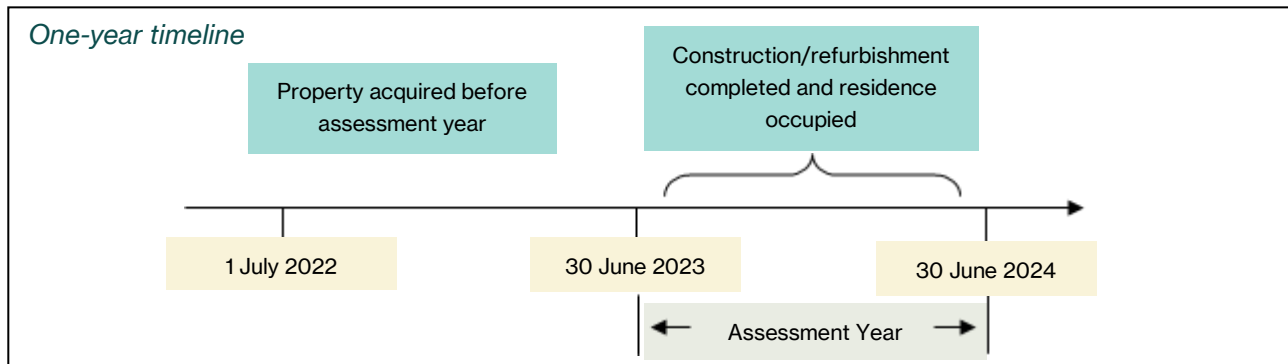 One-year timeline
Property acquired before
assessment year
Construction/refurbishment
completed and residence
occupied
1 July 2022
30 June 2023
30 June 2024
Assessment Year